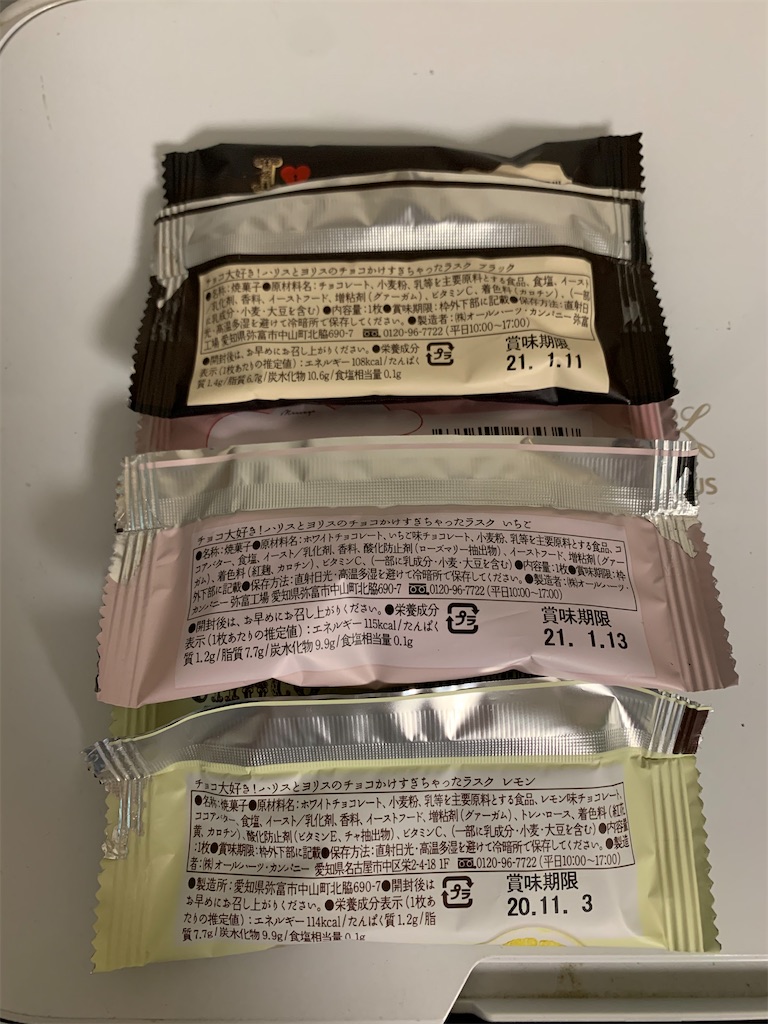 I
チョコ大好き!ハリスとヨリスのチョコかけすぎちゃったラスク ブラック
●名称:焼菓子●原材料名:チョコレート、小麦粉、乳等を主要原料とする食品、食塩、イースト
/乳化剤、香料、イーストフード、増粘剤(グァーガム)、ビタミンC、着色料(カロチン)、(一部
に乳成分・小麦・大豆を含む)●内容量:1枚●賞味期限:枠外下部に記載●保存方法:直射日
光・高温多湿を避けて冷暗所で保存してください。●製造者:㈱オールハーツ・カンパニー弥富
工場 愛知県弥富市中山町北脇690-7 0120-96-7722(平日10:00~17:00)
●開封後は、お早めにお召し上がりください。●栄養成分
表示(1枚あたりの推定値):エネルギー108kcal/たんぱく
質1.4g/脂質6.7g/炭水化物10.6g/食塩相当量0.1g
プラ
賞味期限
21. 1.11
チョコ大好き!ハリスとヨリスのチョコかけすぎちゃったラスク いちご
●名称:焼菓子●原材料名:ホワイトチョコレート、いちご味チョコレート、小麦粉、乳等を主要原料とする食品、コ
コアバター、食塩、イースト/乳化剤、香料、酸化防止剤(ローズマリー抽出物)、イーストフード、増粘剤(グァー
ガム)、着色料(紅麹、カロチン)、ビタミンC、(一部に乳成分・小麦・大豆を含む)●内容量:1枚●賞味期限:枠
外下部に記載●保存方法:直射日光・高温多湿を避けて冷暗所で保存してください。●製造者:㈱オールハーツ・
カンパニー弥富工場 愛知県弥富市中山町北脇690-7 0120-96-7722(平日10:00~17:00)
●開封後は、お早めにお召し上がりください。●栄養成分
表示(1枚あたりの推定値):エネルギー115kcal/たんぱく
質1.2g/脂質7.7g/炭水化物9.9g/食塩相当量0.1g
プラ
賞味期限
21. 1.13
チョコ大好き!ハリスとヨリスのチョコかけすぎちゃったラスク レモン
●名称:焼菓子●原材料名:ホワイトチョコレート、小麦粉、乳等を主要原料とする食品、レモン味チョコレート、
ココアバター、食塩、イースト/乳化剤、香料、イーストフード、増粘剤(グァーガム)、トレハロース、着色料(紅花
黄、カロチン)、酸化防止剤(ビタミンE、チャ抽出物)、ビタミンC、(一部に乳成分・小麦・大豆を含む)●内容量
:1枚●賞味期限:枠外下部に記載●保存方法:直射日光・高温多湿を避けて冷暗所で保存してください。●製造
者:㈱オールハーツ・カンパニー 愛知県名古屋市中区栄2-4-18 1F 0120-96-7722(平日10:00~17:00)
●製造所:愛知県弥富市中山町北脇690-7●開封後は
お早めにお召し上がりください。●栄養成分表示(1枚あ
たりの推定値):エネルギー114kcal/たんぱく質1.2g/脂
質7.7g/炭水化物9.9g/食塩相当量0.1g
プラ
賞味期限
20.11. 3